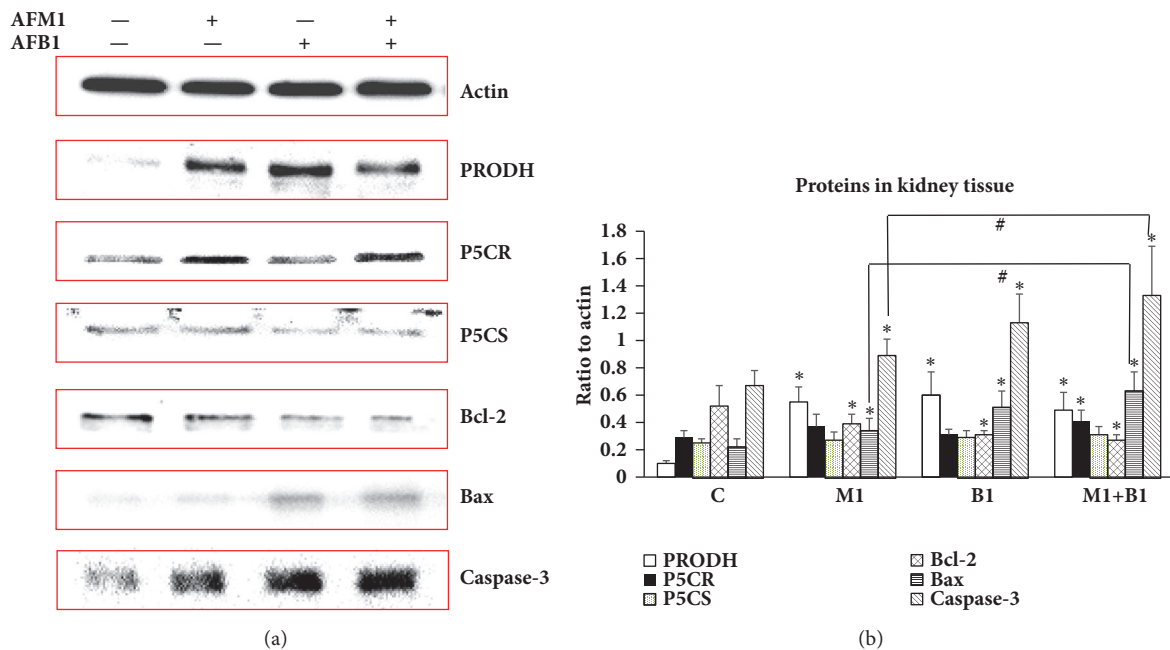 AFM1 — + — +
AFB1 — — + +
Actin
PRODH
P5CR
P5CS
Bcl-2
Bax
Caspase-3
(a)
Proteins in kidney tissue
Ratio to actin
1.8
1.6
1.4
1.2
1
0.8
0.6
0.4
0.2
0
# 
#
* * * *
* * * *
* * * * *
C M1 B1 M1+B1
PRODH Bcl-2
P5CR Bax
P5CS Caspase-3
(b)